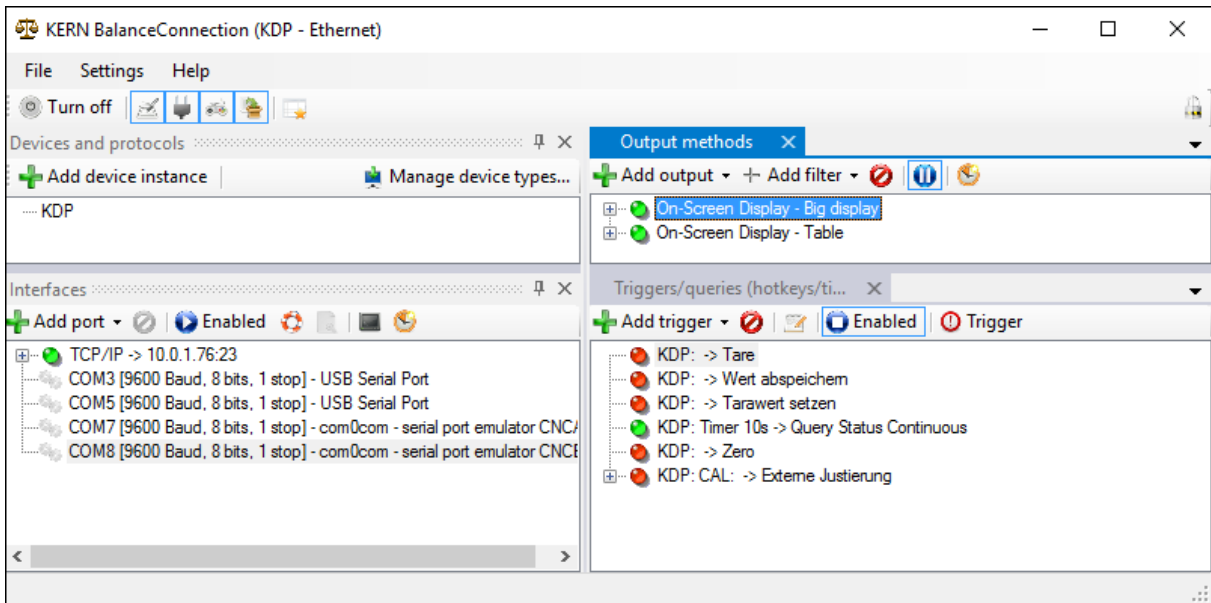 KERN BalanceConnection (KDP - Ethernet)
File Settings Help
Turn off
Devices and protocols
Add device instance Manage device types...
KDP
Output methods
Add output Add filter
On-Screen Display - Big display
On-Screen Display - Table
Interfaces
Add port Enabled
TCP/IP -> 10.0.1.76:23
COM3 [9600 Baud, 8 bits, 1 stop] - USB Serial Port
COM5 [9600 Baud, 8 bits, 1 stop] - USB Serial Port
COM7 [9600 Baud, 8 bits, 1 stop] - com0com - serial port emulator CNCA
COM8 [9600 Baud, 8 bits, 1 stop] - com0com - serial port emulator CNCB
Triggers/queries (hotkeys/ti...
Add trigger Enabled Trigger
KDP: -> Tare
KDP: -> Wert abspeichern
KDP: -> Tarawert setzen
KDP: Timer 10s -> Query Status Continuous
KDP: -> Zero
KDP: CAL: -> Externe Justierung